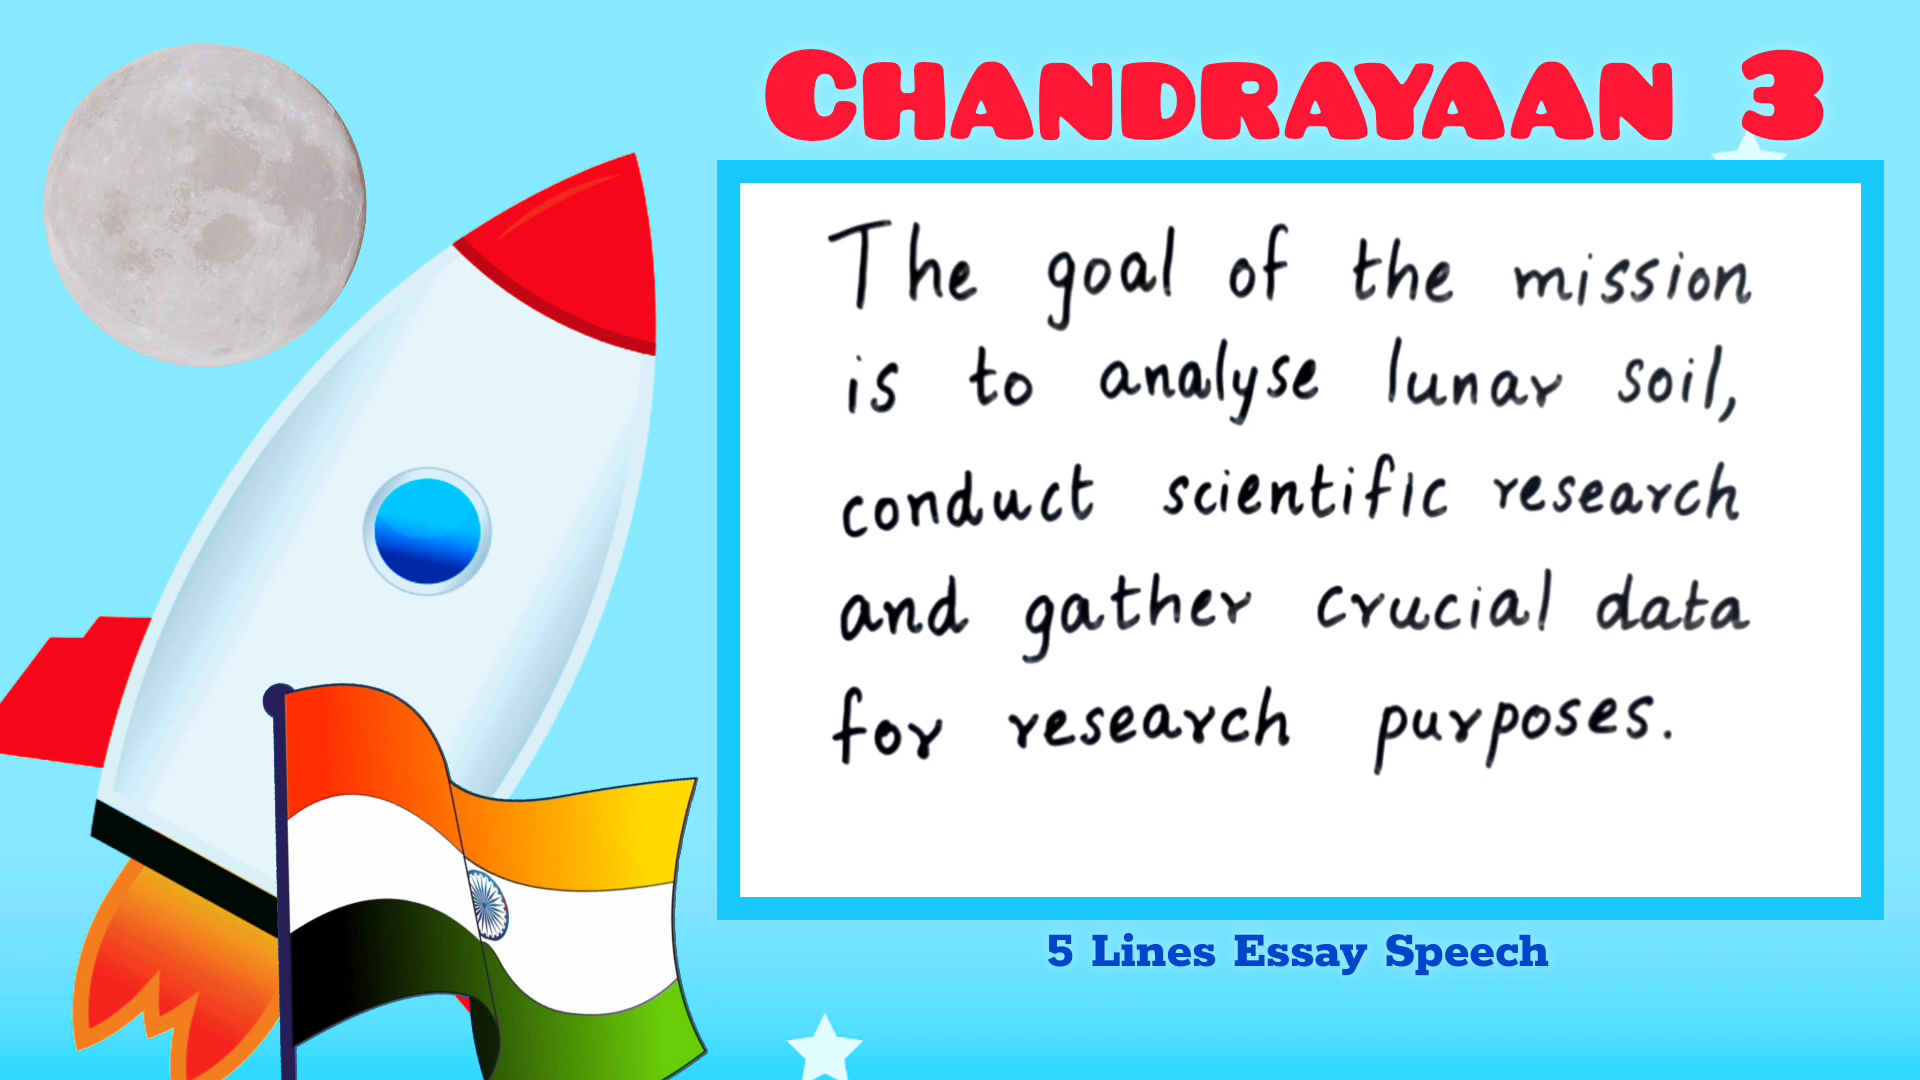 CHANDRAYAAN 3
The goal of the mission
is to analyse lunar soil,
conduct scientific research
and gather crucial data
for research purposes.
5 Lines Essay Speech